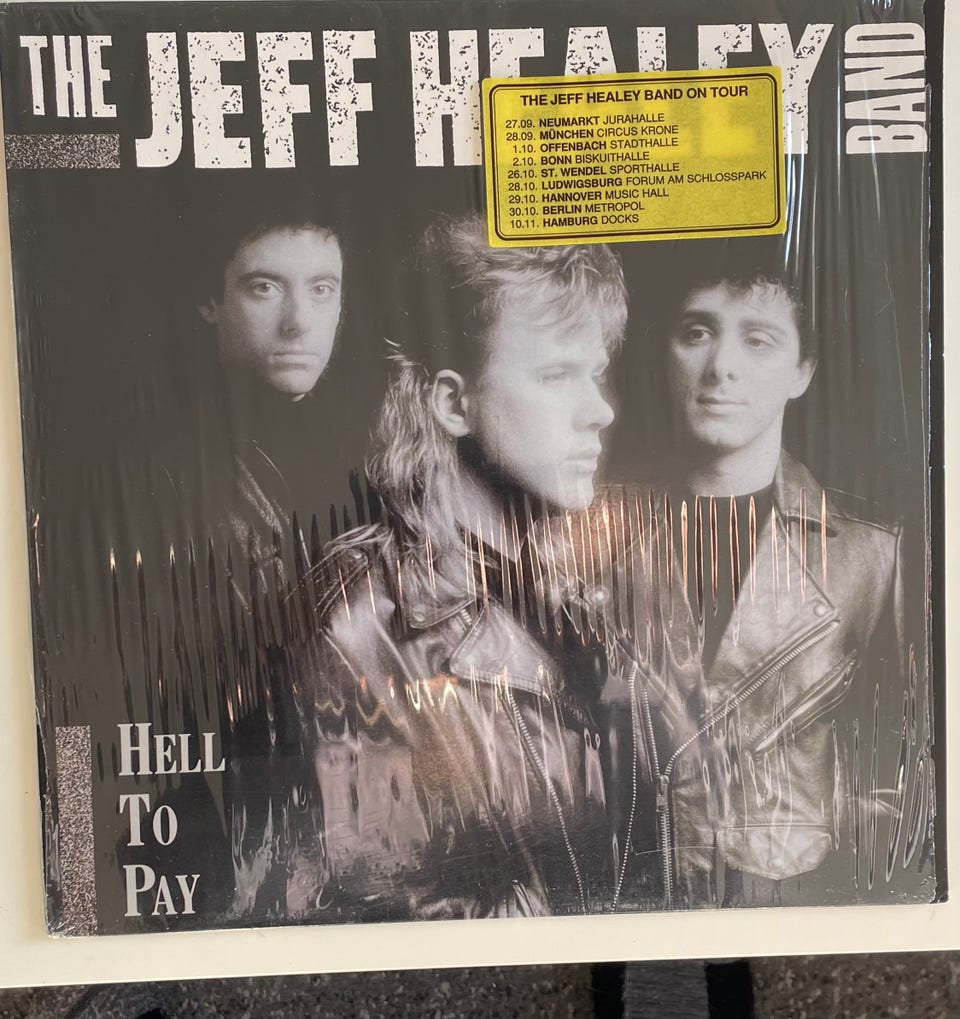 THE JEFF HEALEY BAND
THE JEFF HEALEY BAND ON TOUR
27.09. NEUMARKT JURAHALLE
28.09. MÜNCHEN CIRCUS KRONE
1.10. OFFENBACH STADTHALLE
2.10. BONN BISKUITHALLE
26.10. ST. WENDEL SPORTHALLE
28.10. LUDWIGSBURG FORUM AM SCHLOSSPARK
29.10. HANNOVER MUSIC HALL
30.10. BERLIN METROPOL
10.11. HAMBURG DOCKS
HELL
TO
PAY